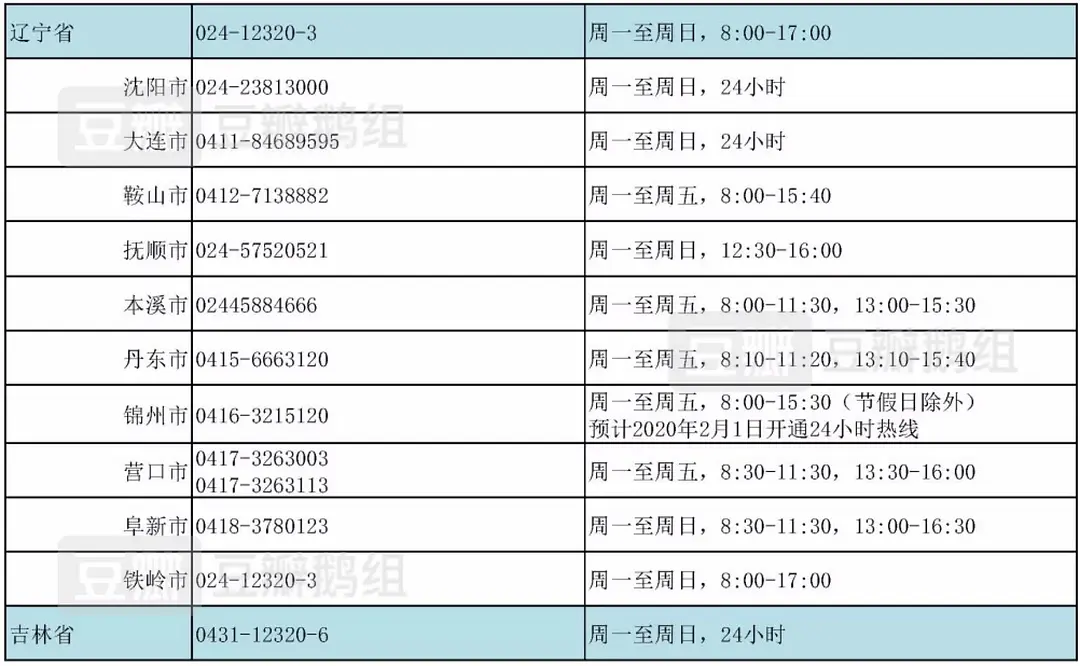 辽宁省 024-12320-3 周一至周日，8:00-17:00
沈阳市 024-23813000 周一至周日，24小时
大连市 0411-84689595 周一至周日，24小时
鞍山市 0412-7138882 周一至周五，8:00-15:40
抚顺市 024-57520521 周一至周日，12:30-16:00
本溪市 02445884666 周一至周五，8:00-11:30，13:00-15:30
丹东市 0415-6663120 周一至周五，8:10-11:20，13:10-15:40
锦州市 0416-3215120 周一至周五，8:00-15:30（节假日除外）
预计2020年2月1日开通24小时热线
营口市 0417-3263003
0417-3263113 周一至周五，8:30-11:30，13:30-16:00
阜新市 0418-3780123 周一至周日，8:30-11:30，13:00-16:30
铁岭市 024-12320-3 周一至周日，8:00-17:00
吉林省 0431-12320-6 周一至周日，24小时
豆瓣 豆瓣鹅组
豆瓣 豆瓣鹅组
豆瓣 豆瓣鹅组